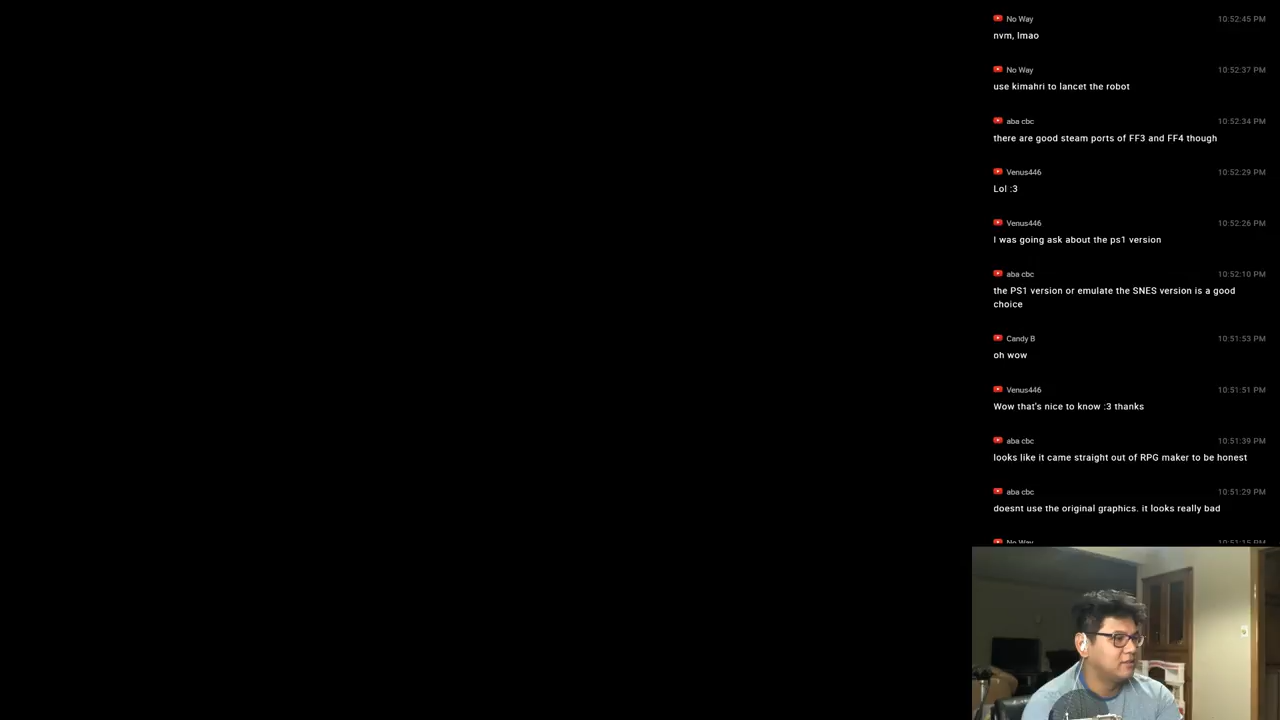 No Way 10:52:45 PM
nvm, lmao
No Way 10:52:37 PM
use kimahri to lancet the robot
aba cbc 10:52:34 PM
there are good steam ports of FF3 and FF4 though
Venus446 10:52:29 PM
Lol :3
Venus446 10:52:26 PM
I was going ask about the ps1 version
aba cbc 10:52:10 PM
the PS1 version or emulate the SNES version is a good
choice
Candy B 10:51:53 PM
oh wow
Venus446 10:51:51 PM
Wow that's nice to know :3 thanks
aba cbc 10:51:39 PM
looks like it came straight out of RPG maker to be honest
aba cbc 10:51:29 PM
doesnt use the original graphics. it looks really bad
No Way 10:51:15 PM